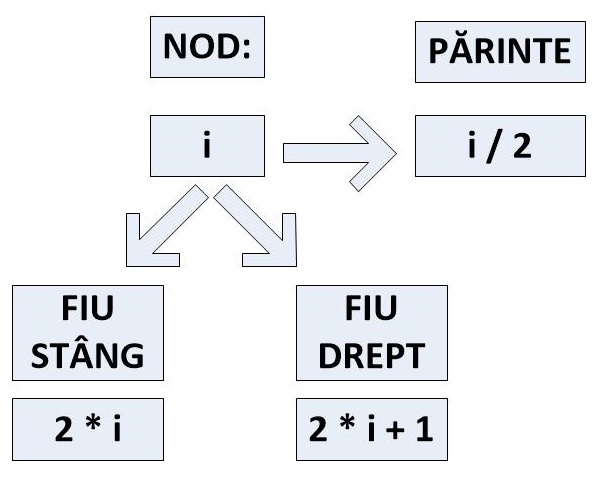 NOD:
PĂRINTE
i
i / 2
FIU
STÂNG
FIU
DREPT
2 * i
2 * i + 1